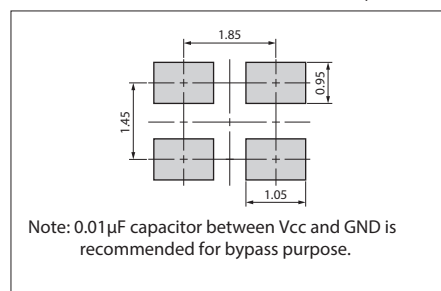 1.85
0.95
1.45
1.05
Note: 0.01µF capacitor between Vcc and GND is
recommended for bypass purpose.